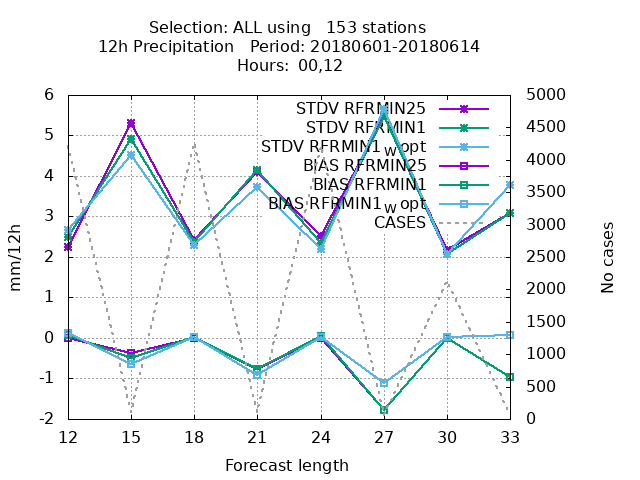 Selection: ALL using 153 stations
12h Precipitation Period: 20180601-20180614
Hours: 00,12
STDV RFRMIN25
STDV RFRMIN1
STDV RFRMIN1_W opt
BIAS RFRMIN25
BIAS RFRMIN1
BIAS RFRMIN1_W opt
CASES
6
5
4
3
2
1
0
-1
-2
mm/12h
5000
4500
4000
3500
3000
2500
2000
1500
1000
500
0
No cases
12 15 18 21 24 27 30 33
Forecast length